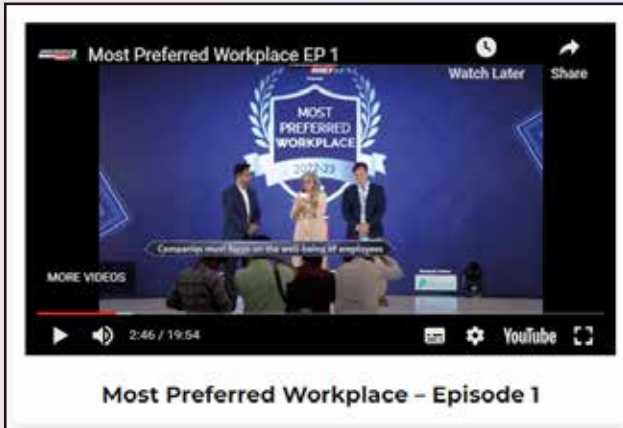 Most Preferred Workplace EP 1
Watch Later
Share
MOST
PREFERRED
WORKPLACE
2022-23
Companies must focus on the well-being of employees
MORE VIDEOS
2:46 / 19:54
YouTube
Most Preferred Workplace – Episode 1